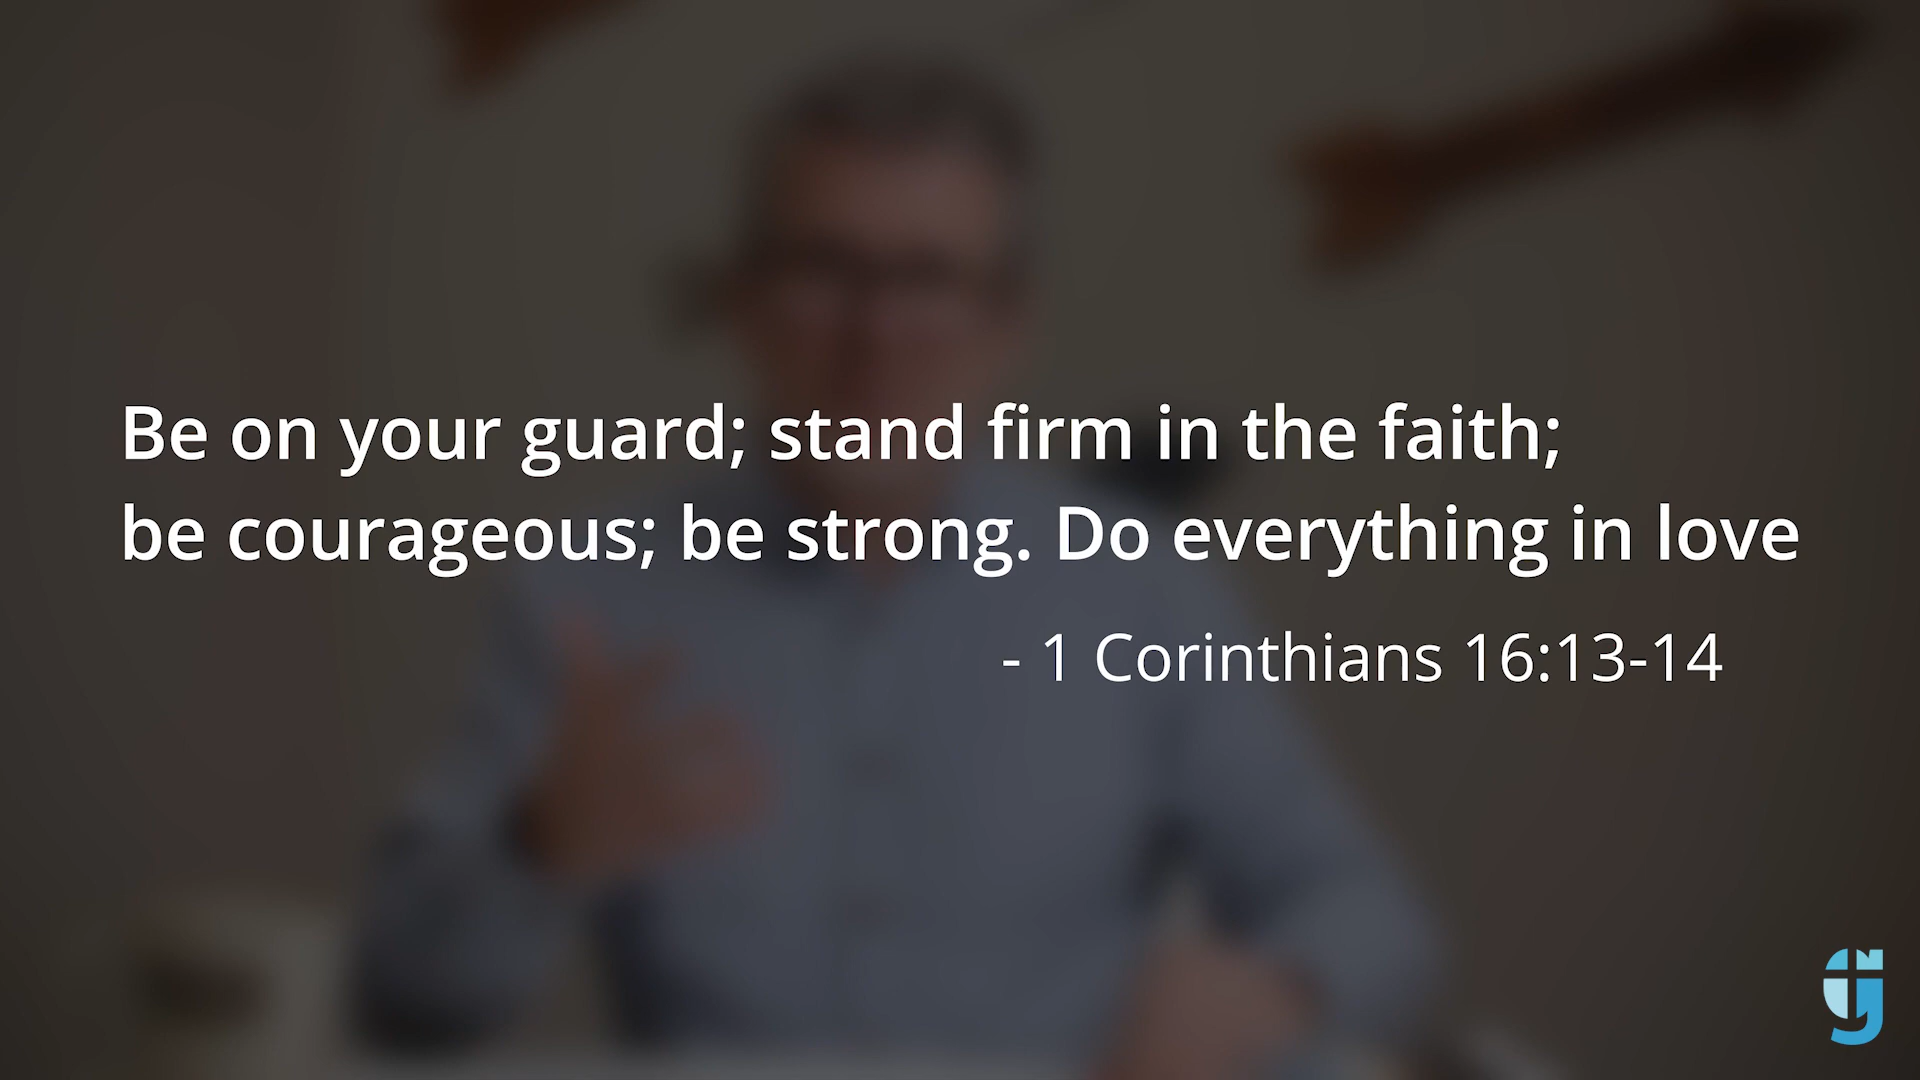 Be on your guard; stand firm in the faith;
be courageous; be strong. Do everything in love
- 1 Corinthians 16:13-14